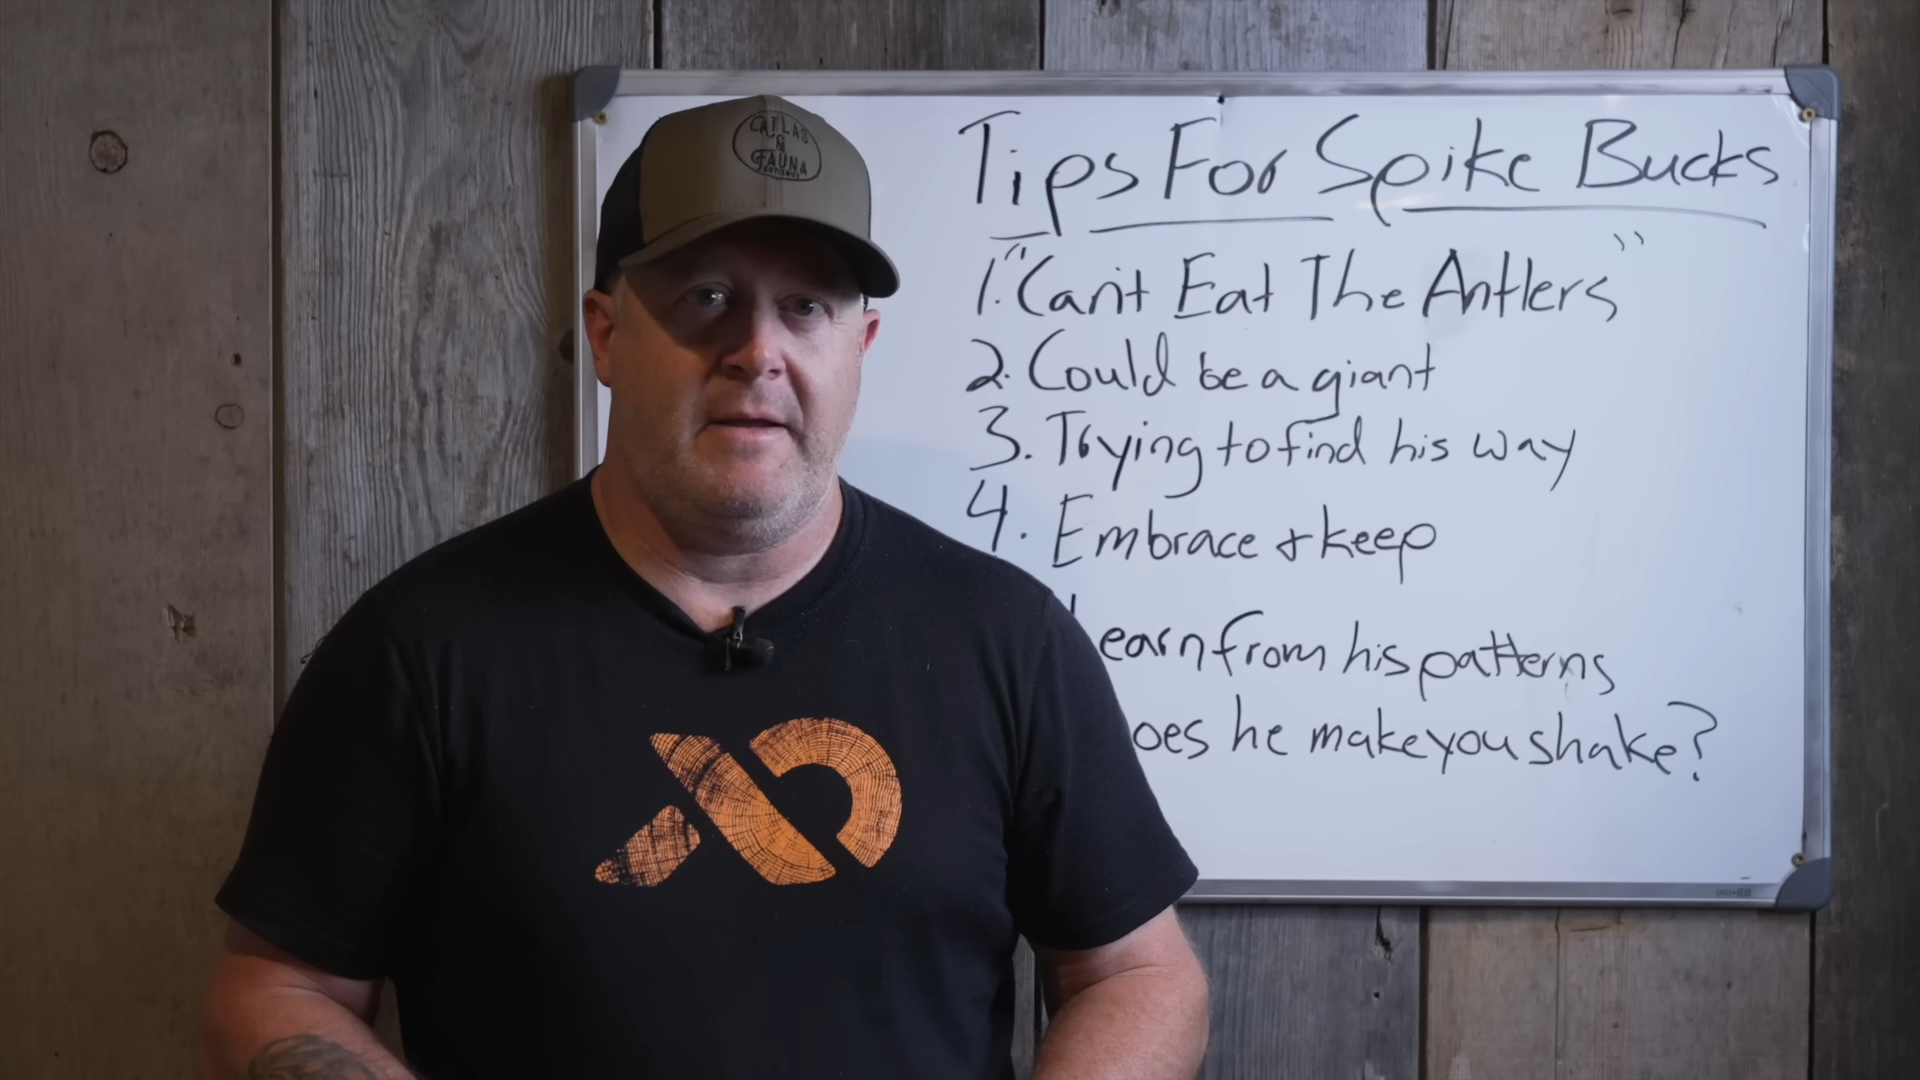 ATLAS
&
FAUNA
Tips For Spike Bucks
1. "Can't Eat The Antlers"
2. Could be a giant
3. Trying to find his way
4. Embrace & keep
earn from his patterns
oes he make you shake?